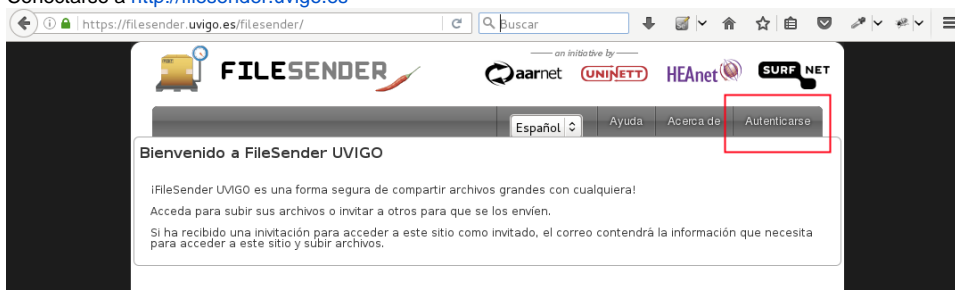 Conectarse a http://filesender.uvigo.es
https://filesender.uvigo.es/filesender/
Buscar
FILESENDER
an initiative by
aarnet
UNINETT
HEAnet
SURF NET
Español
Ayuda
Acerca de
Autenticarse
Bienvenido a FileSender UVIGO
¡FileSender UVIGO es una forma segura de compartir archivos grandes con cualquiera!
Acceda para subir sus archivos o invitar a otros para que se los envíen.
Si ha recibido una inivitación para acceder a este sitio como invitado, el correo contendrá la información que necesita
para acceder a este sitio y subir archivos.